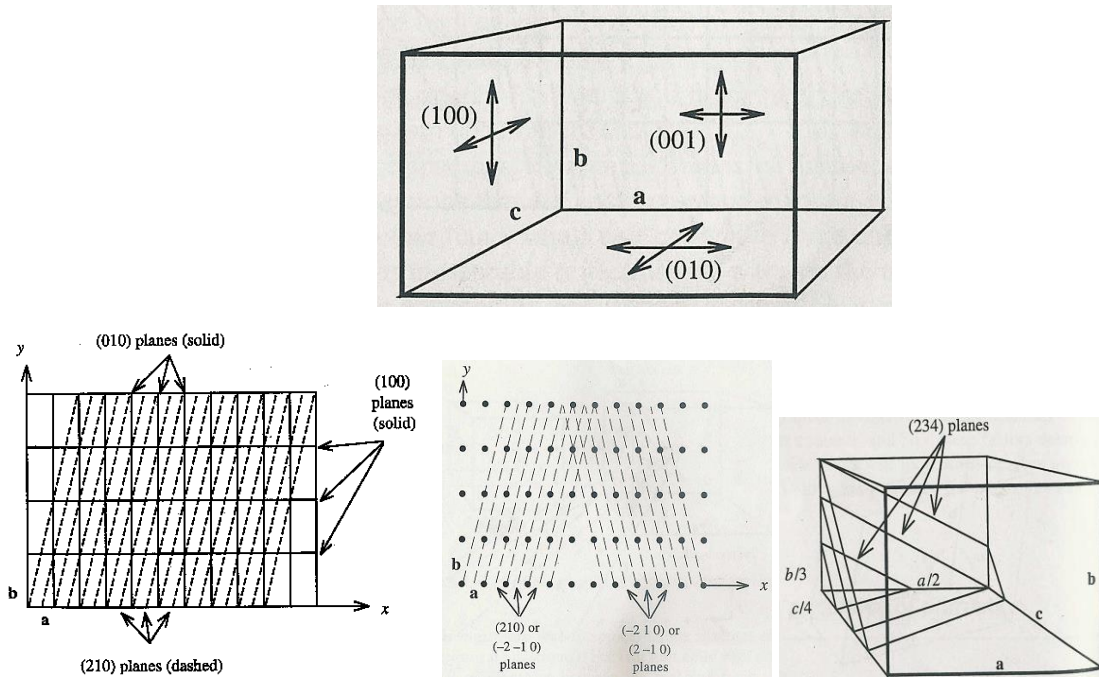 (100)
(001)
b
a
c
(010)
(010) planes (solid)
y
(100)
planes
(solid)
b
a
x
(210) planes (dashed)
y
b
a
x
(210) or
(-2 -1 0)
planes
(-2 1 0) or
(2 -1 0)
planes
(234) planes
b/3
a/2
c/4
b
c
a